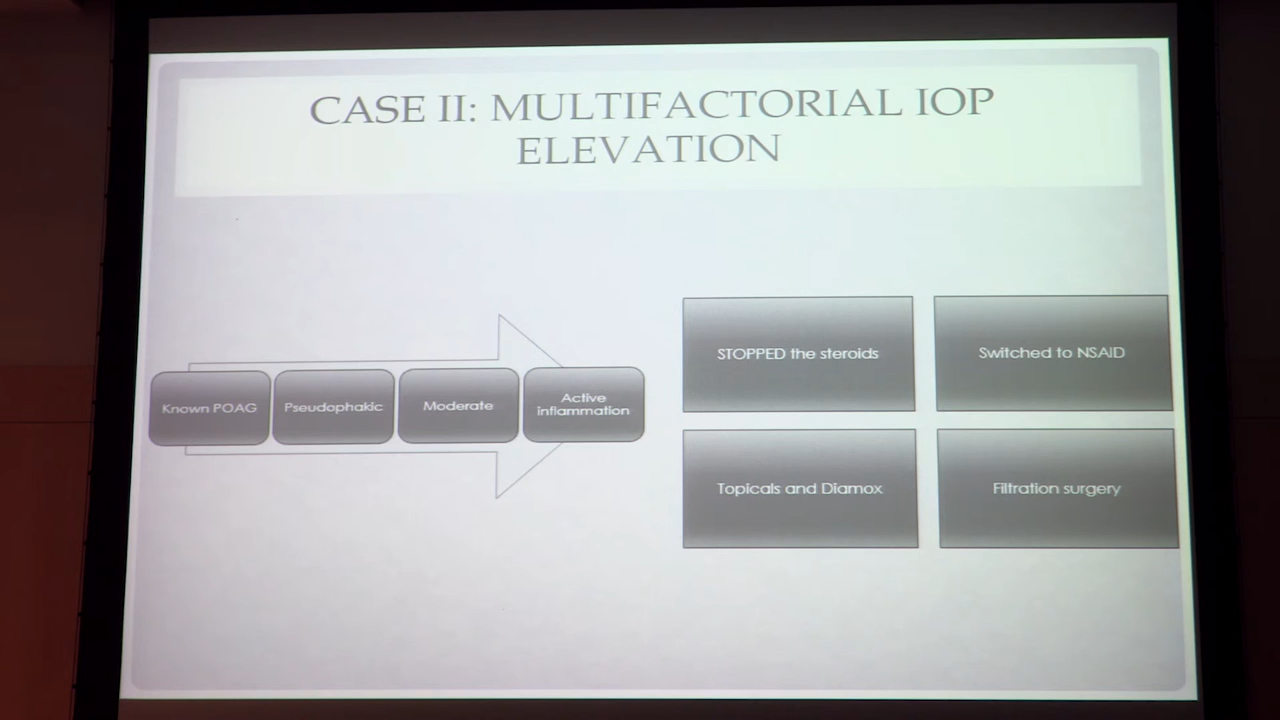 CASE II: MULTIFACTORIAL IOP
ELEVATION
Known POAG
Pseudophakic
Moderate
Active
inflammation
STOPPED the steroids
Switched to NSAID
Topicals and Diamox
Filtration surgery